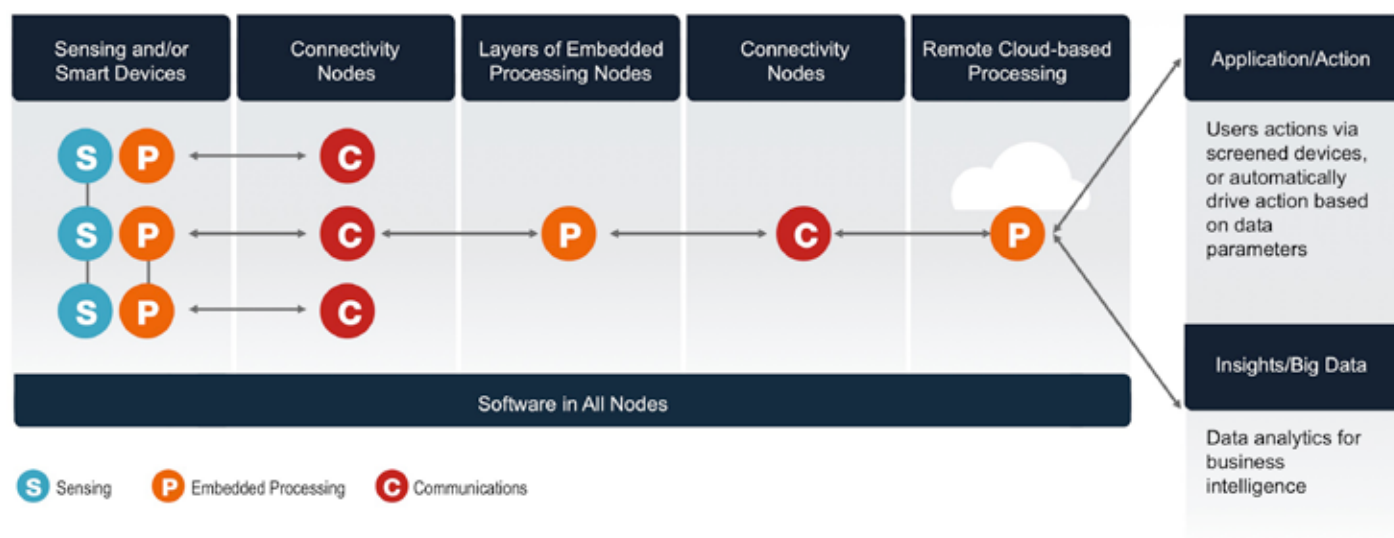 Sensing and/or
Smart Devices
Connectivity
Nodes
Layers of Embedded
Processing Nodes
Connectivity
Nodes
Remote Cloud-based
Processing
Application/Action
Users actions via
screened devices,
or automatically
drive action based
on data
parameters
S P C
S P C P C P
S P C
Insights/Big Data
Data analytics for
business
intelligence
Software in All Nodes
S Sensing
P Embedded Processing
C Communications